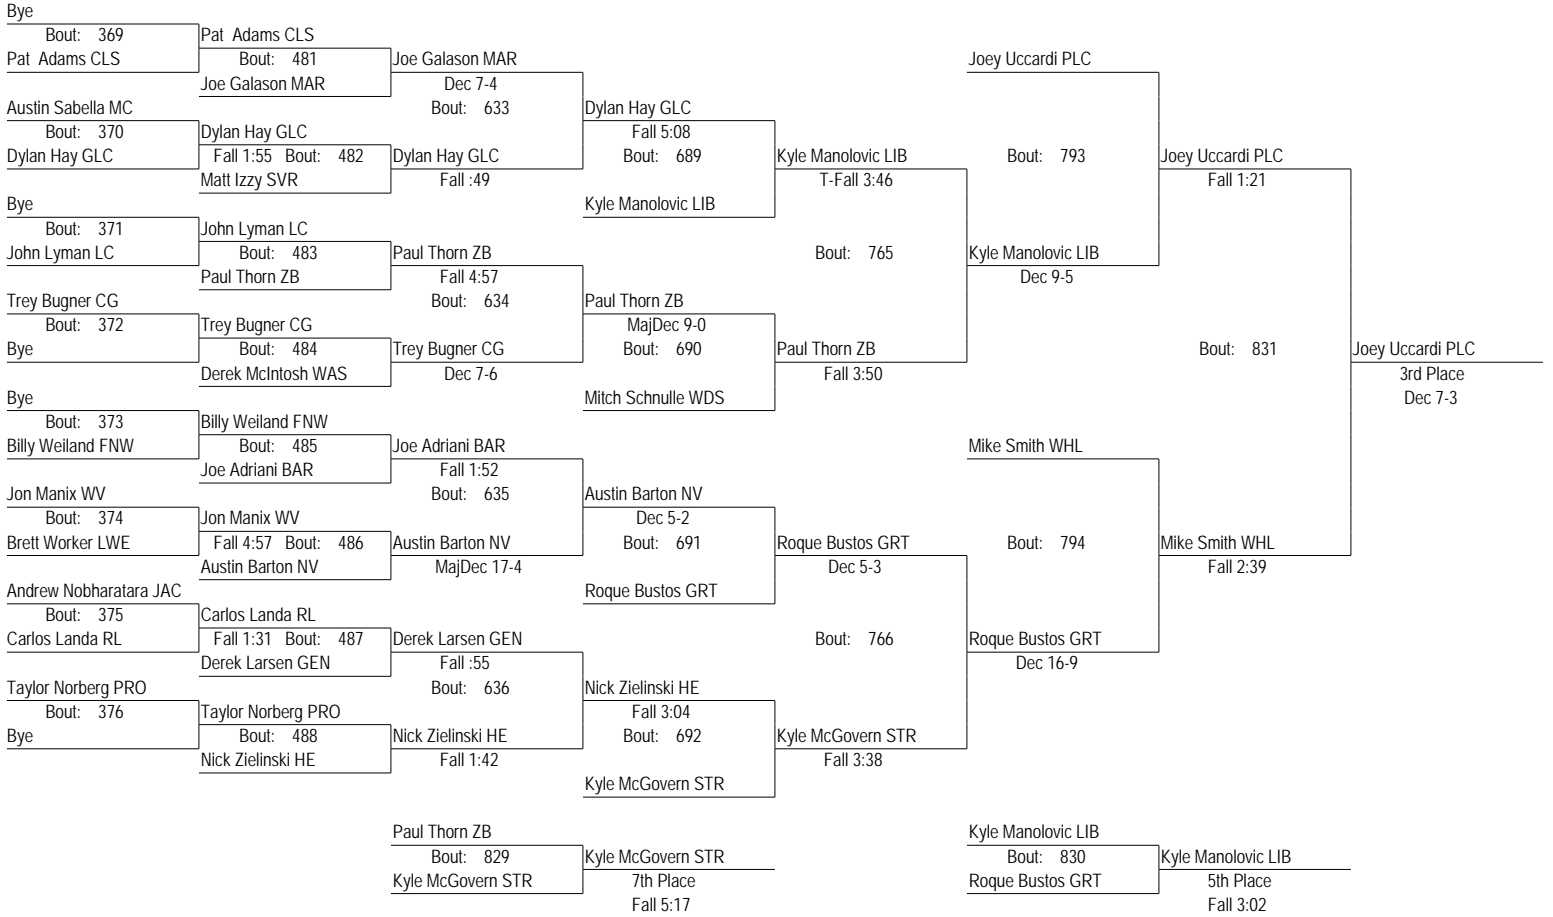 Bye
Bout: 369 Pat Adams CLS
Pat Adams CLS Bout: 481 Joe Galason MAR Joey Uccardi PLC
Joe Galason MAR Dec 7-4
Austin Sabella MC Bout: 633 Dylan Hay GLC
Bout: 370 Dylan Hay GLC Fall 5:08
Dylan Hay GLC Fall 1:55 Bout: 482 Dylan Hay GLC Bout: 689 Kyle Manolovic LIB Bout: 793 Joey Uccardi PLC
Matt Izzy SVR Fall :49 T-Fall 3:46 Fall 1:21
Bye Kyle Manolovic LIB
Bout: 371 John Lyman LC
John Lyman LC Bout: 483 Paul Thorn ZB Bout: 765 Kyle Manolovic LIB
Paul Thorn ZB Fall 4:57 Dec 9-5
Trey Bugner CG Bout: 634 Paul Thorn ZB
Bout: 372 Trey Bugner CG MajDec 9-0
Bye Bout: 484 Trey Bugner CG Bout: 690 Paul Thorn ZB Bout: 831 Joey Uccardi PLC
Derek McIntosh WAS Dec 7-6 Fall 3:50 3rd Place
Bye Mitch Schnulle WDS Dec 7-3
Bout: 373 Billy Weiland FNW
Billy Weiland FNW Bout: 485 Joe Adriani BAR Mike Smith WHL
Joe Adriani BAR Fall 1:52
Jon Manix WV Bout: 635 Austin Barton NV
Bout: 374 Jon Manix WV Dec 5-2
Brett Worker LWE Fall 4:57 Bout: 486 Austin Barton NV Bout: 691 Roque Bustos GRT Bout: 794 Mike Smith WHL
Austin Barton NV MajDec 17-4 Dec 5-3 Fall 2:39
Andrew Nobharatara JAC Roque Bustos GRT
Bout: 375 Carlos Landa RL
Carlos Landa RL Fall 1:31 Bout: 487 Derek Larsen GEN Bout: 766 Roque Bustos GRT
Derek Larsen GEN Fall :55 Dec 16-9
Taylor Norberg PRO Bout: 636 Nick Zielinski HE
Bout: 376 Taylor Norberg PRO Fall 3:04
Bye Bout: 488 Nick Zielinski HE Bout: 692 Kyle McGovern STR
Nick Zielinski HE Fall 1:42 Fall 3:38
Kyle McGovern STR
Paul Thorn ZB Kyle Manolovic LIB
Bout: 829 Kyle McGovern STR Bout: 830 Kyle Manolovic LIB
Kyle McGovern STR 7th Place Roque Bustos GRT 5th Place
Fall 5:17 Fall 3:02